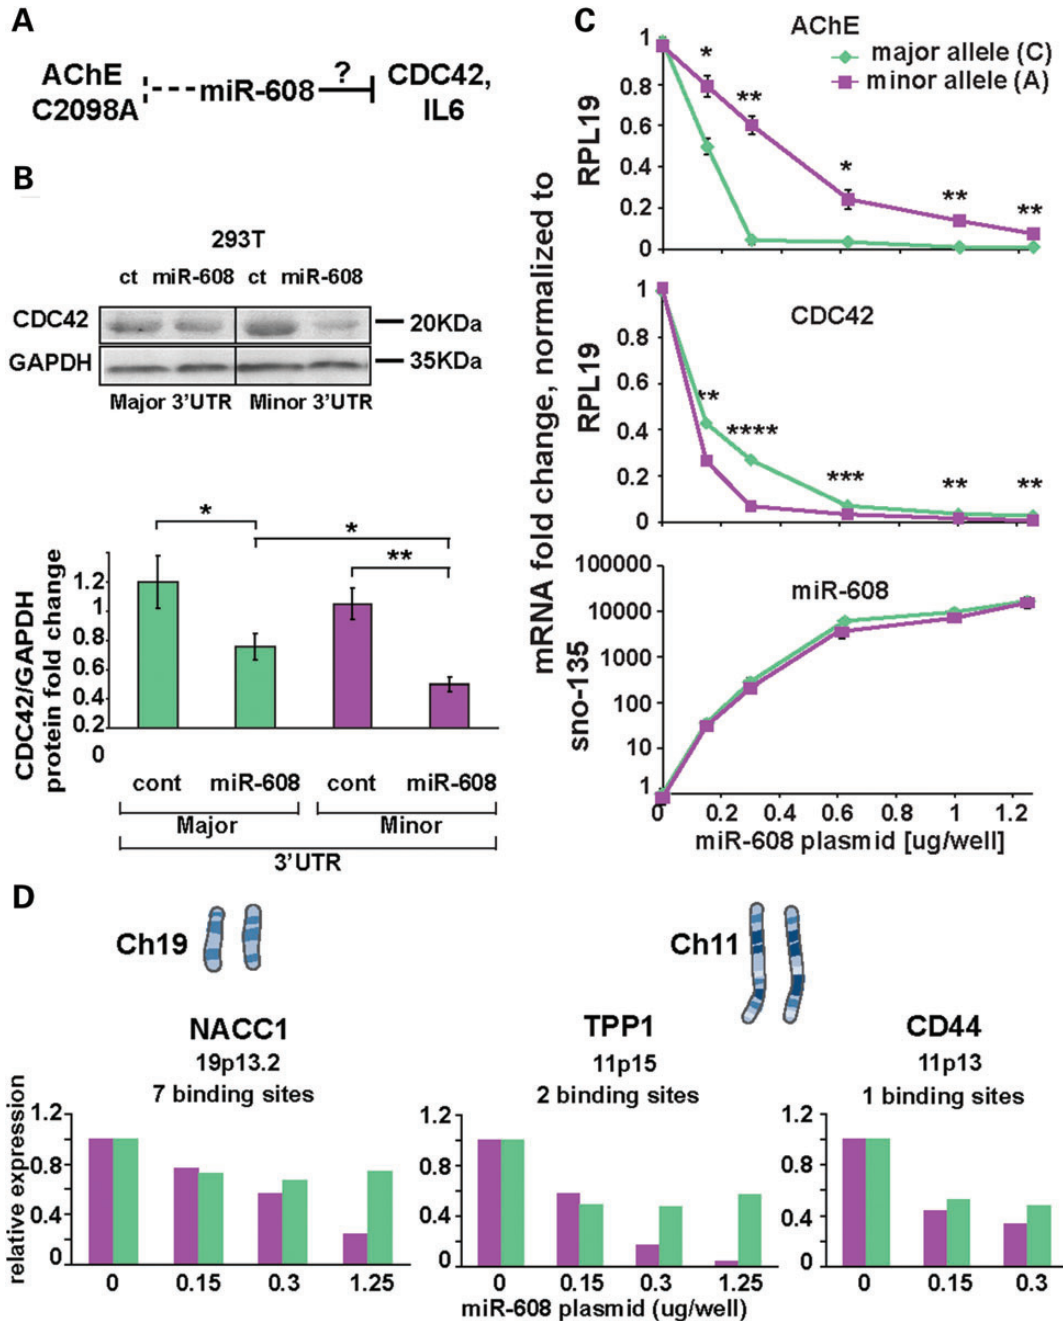 A
AChE
C2098A
miR-608
?
CDC42,
IL6
B
293T
ct miR-608 ct miR-608
CDC42
20KDa
GAPDH
35KDa
Major 3'UTR Minor 3'UTR
CDC42/GAPDH
protein fold change
1.2
1
0.8
0.6
0.4
0.2
0
*
*
**
cont miR-608 cont miR-608
Major Minor
3'UTR
C
mRNA fold change, normalized to
RPL19
AChE
major allele (C)
minor allele (A)
1
0.8
0.6
0.4
0.2
0
*
**
*
**
**
RPL19
CDC42
1
0.8
0.6
0.4
0.2
0
**
****
***
**
**
sno-135
miR-608
100000
10000
1000
100
10
1
0 0.2 0.4 0.6 0.8 1 1.2
miR-608 plasmid [ug/well]
D
Ch19
Ch11
NACC1
19p13.2
7 binding sites
relative expression
1.2
0.8
0.4
0
0 0.15 0.3 1.25
TPP1
11p15
2 binding sites
1.2
0.8
0.4
0
0 0.15 0.3 1.25
CD44
11p13
1 binding sites
1.2
0.8
0.4
0
0 0.15 0.3
miR-608 plasmid (ug/well)